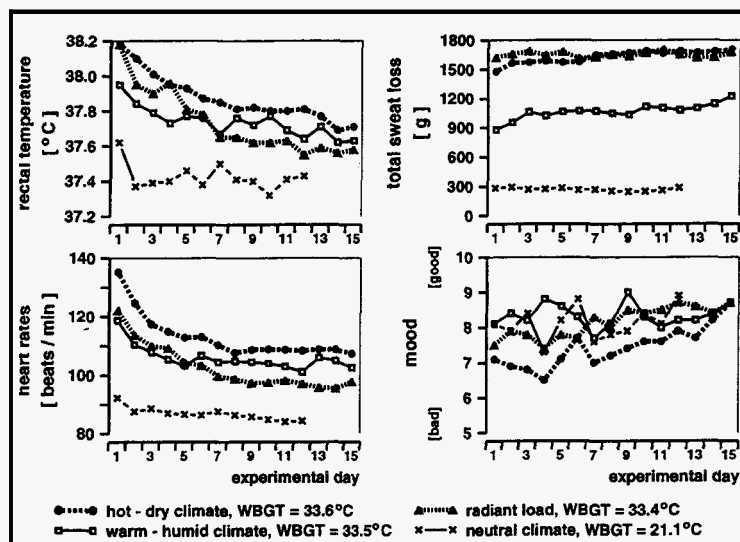 rectal temperature
[ °C ]
38.2
38.0
37.8
37.6
37.4
37.2
1 3 5 7 9 11 13 15
total sweat loss
[ g ]
1800
1500
1200
900
600
300
0
1 3 5 7 9 11 13 15
heart rates
[ beats / min ]
140
120
100
80
1 3 5 7 9 11 13 15
experimental day
mood
[good]
[bad]
9
8
7
6
5
1 3 5 7 9 11 13 15
experimental day
hot - dry climate, WBGT = 33.6°C
radiant load, WBGT = 33.4°C
warm - humid climate, WBGT = 33.5°C
neutral climate, WBGT = 21.1°C